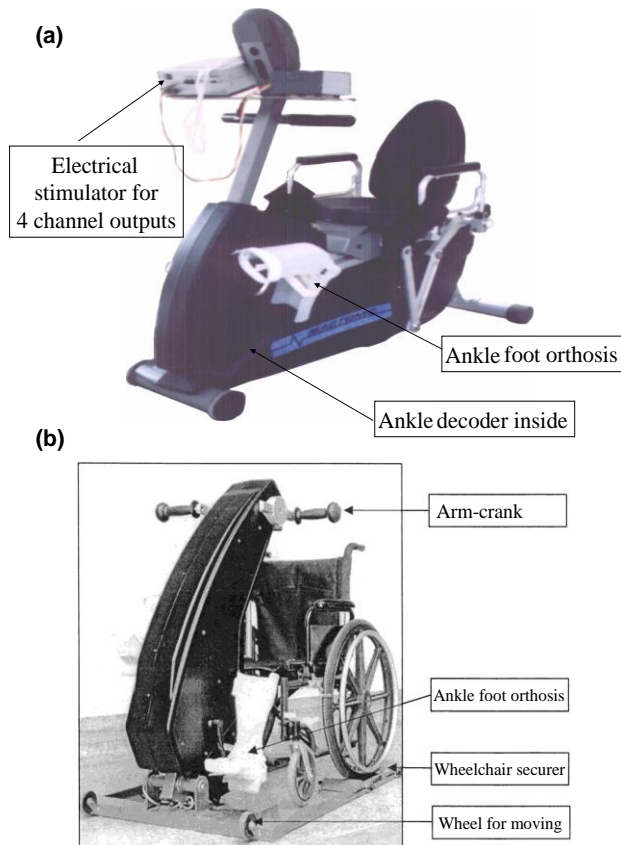 (a)
Electrical
stimulator for
4 channel outputs
Ankle foot orthosis
Ankle decoder inside
(b)
Arm-crank
Ankle foot orthosis
Wheelchair securer
Wheel for moving